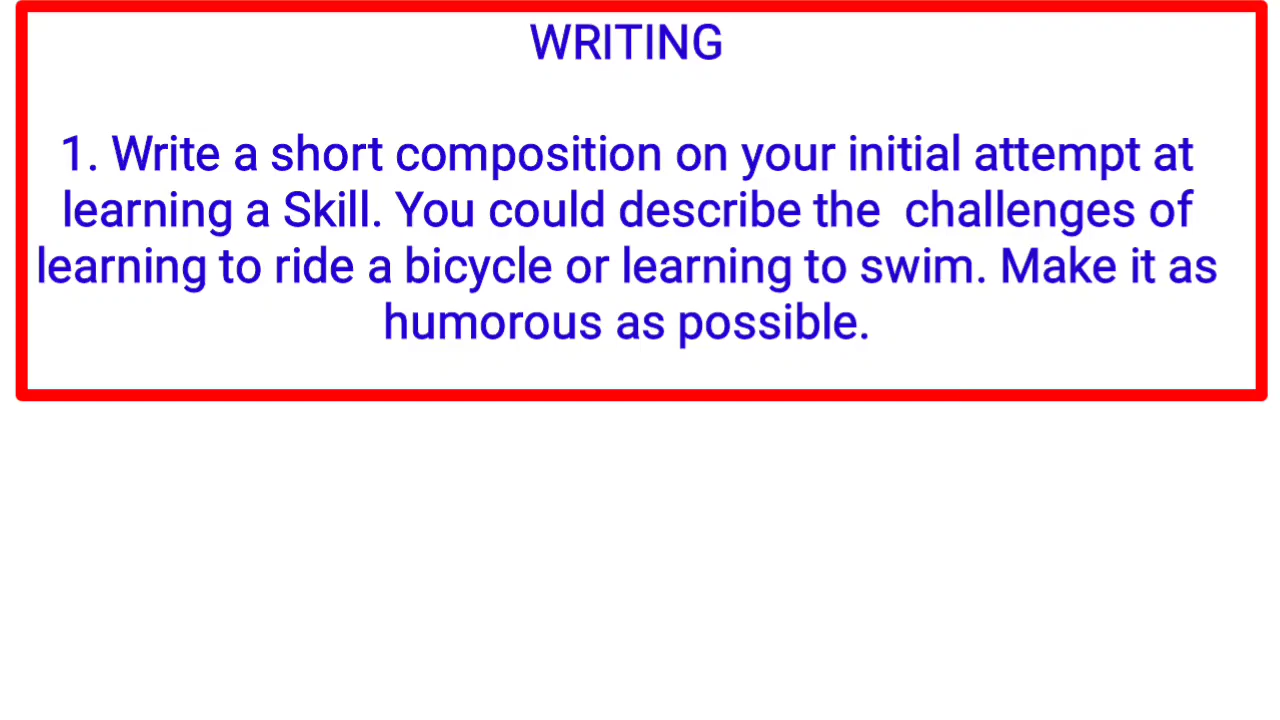 WRITING
1. Write a short composition on your initial attempt at
learning a Skill. You could describe the challenges of
learning to ride a bicycle or learning to swim. Make it as
humorous as possible.